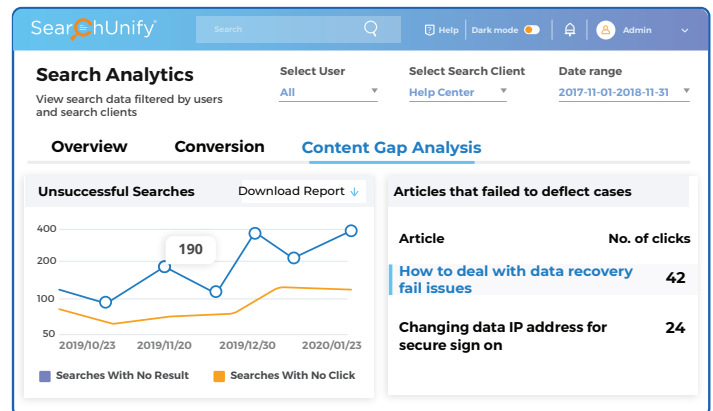 SearchUnify
Search
? Help
Dark mode
Admin
Search Analytics
View search data filtered by users
and search clients
Select User
All
Select Search Client
Help Center
Date range
2017-11-01-2018-11-31
Overview
Conversion
Content Gap Analysis
Unsuccessful Searches
Download Report ↓
400
200
100
50
190
2019/10/23
2019/11/20
2019/12/30
2020/01/23
Searches With No Result
Searches With No Click
Articles that failed to deflect cases
Article
No. of clicks
How to deal with data recovery
fail issues
42
Changing data IP address for
secure sign on
24